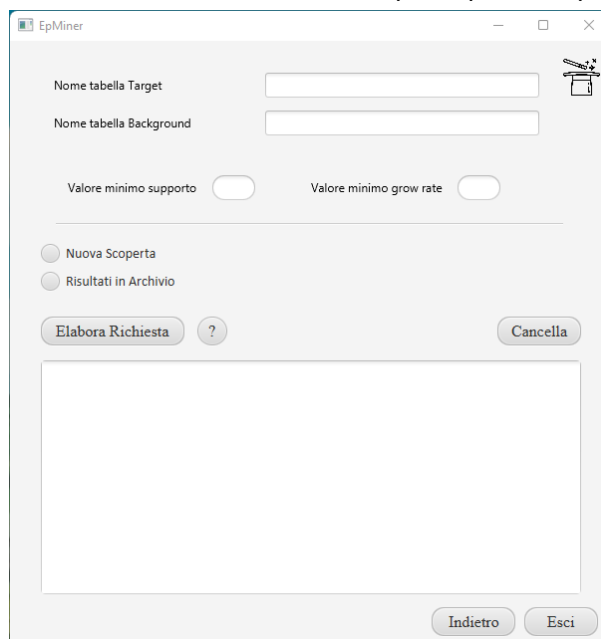 EpMiner
Nome tabella Target
Nome tabella Background
Valore minimo supporto Valore minimo grow rate
Nuova Scoperta
Risultati in Archivio
Elabora Richiesta ? Cancella
Indietro Esci